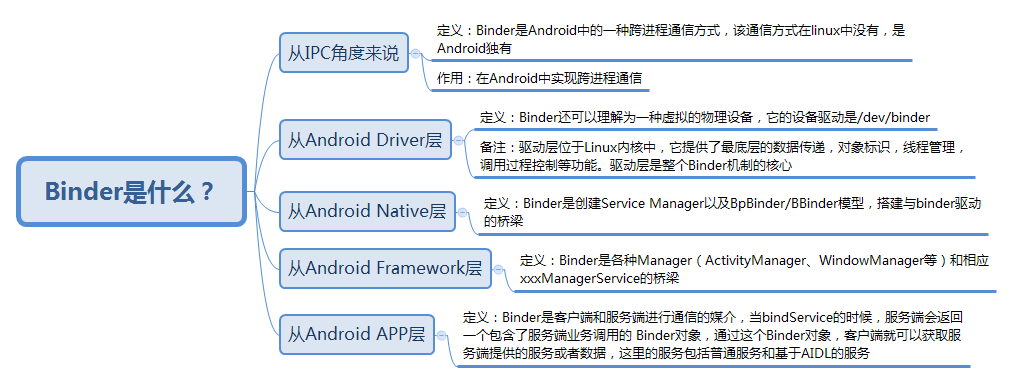 Binder是什么？
从IPC角度来说
定义：Binder是Android中的一种跨进程通信方式，该通信方式在linux中没有，是
Android独有
作用：在Android中实现跨进程通信
从Android Driver层
定义：Binder还可以理解为一种虚拟的物理设备，它的设备驱动是/dev/binder
备注：驱动层位于Linux内核中，它提供了最底层的数据传递，对象标识，线程管理，
调用过程控制等功能。驱动层是整个Binder机制的核心
从Android Native层
定义：Binder是创建Service Manager以及BpBinder/BBinder模型，搭建与binder驱动
的桥梁
从Android Framework层
定义：Binder是各种Manager（ActivityManager、WindowManager等）和相应
xxxManagerService的桥梁
从Android APP层
定义：Binder是客户端和服务端进行通信的媒介，当bindService的时候，服务端会返回
一个包含了服务端业务调用的 Binder对象，通过这个Binder对象，客户端就可以获取服
务端提供的服务或者数据，这里的服务包括普通服务和基于AIDL的服务